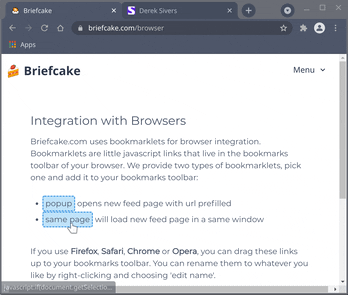 Briefcake
Derek Sivers
briefcake.com/browser
Apps
Briefcake
Menu
Integration with Browsers
Briefcake.com uses bookmarklets for browser integration.
Bookmarklets are little javascript links that live in the bookmarks
toolbar of your browser. We provide two types of bookmarklets, pick
one and add it to your bookmarks toolbar:
popup opens new feed page with url prefilled
same page will load new feed page in a same window
If you use Firefox, Safari, Chrome or Opera, you can drag these links
up to your bookmarks toolbar. You can rename them to whatever you
like by right-clicking and choosing 'edit name'.
javascript:if(document.getSelectio...